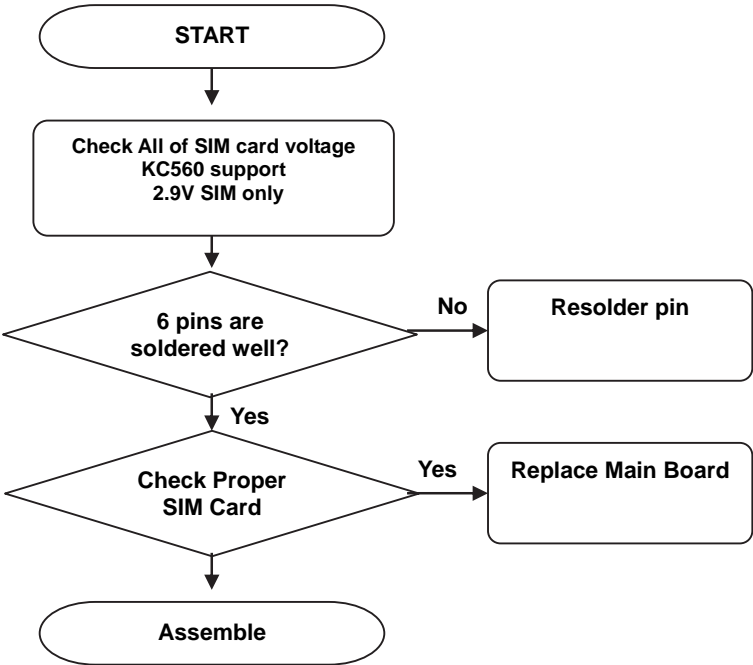 START
Check All of SIM card voltage
KC560 support
2.9V SIM only
6 pins are
soldered well?
No
Resolder pin
Yes
Check Proper
SIM Card
Yes
Replace Main Board
Assemble